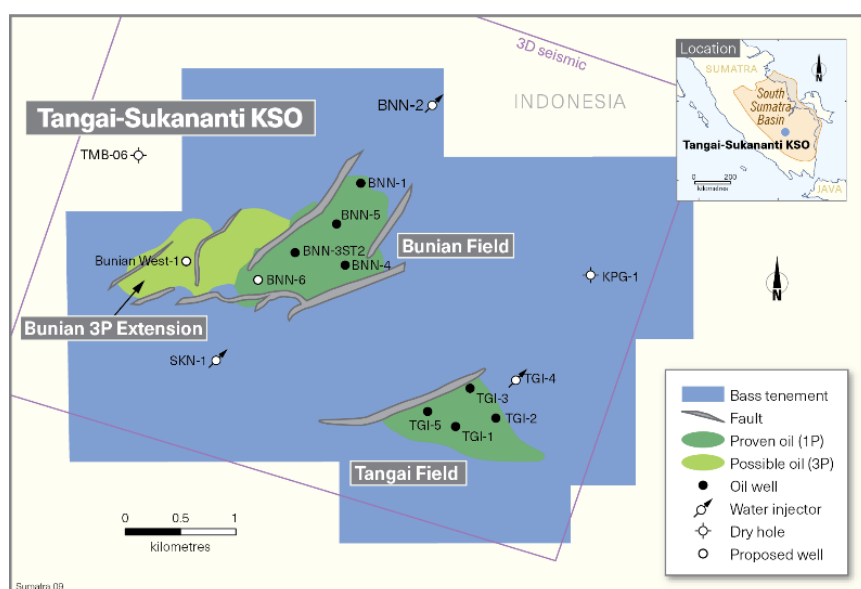 3D seismic
INDONESIA
Location
SUMATRA
N
South
Sumatra
Basin
Tangai-Sukananti KSO
0 200
kilometres
JAVA
BNN-2
Tangai-Sukananti KSO
TMB-06
BNN-1
BNN-5
Bunian Field
BNN-3ST2
Bunian West-1
BNN-4
BNN-6
KPG-1
N
Bunian 3P Extension
SKN-1
TGI-4
TGI-3
TGI-5
TGI-2
TGI-1
Tangai Field
0 0.5 1
kilometres
Bass tenement
Fault
Proven oil (1P)
Possible oil (3P)
Oil well
Water injector
Dry hole
Proposed well
Sumatra 09